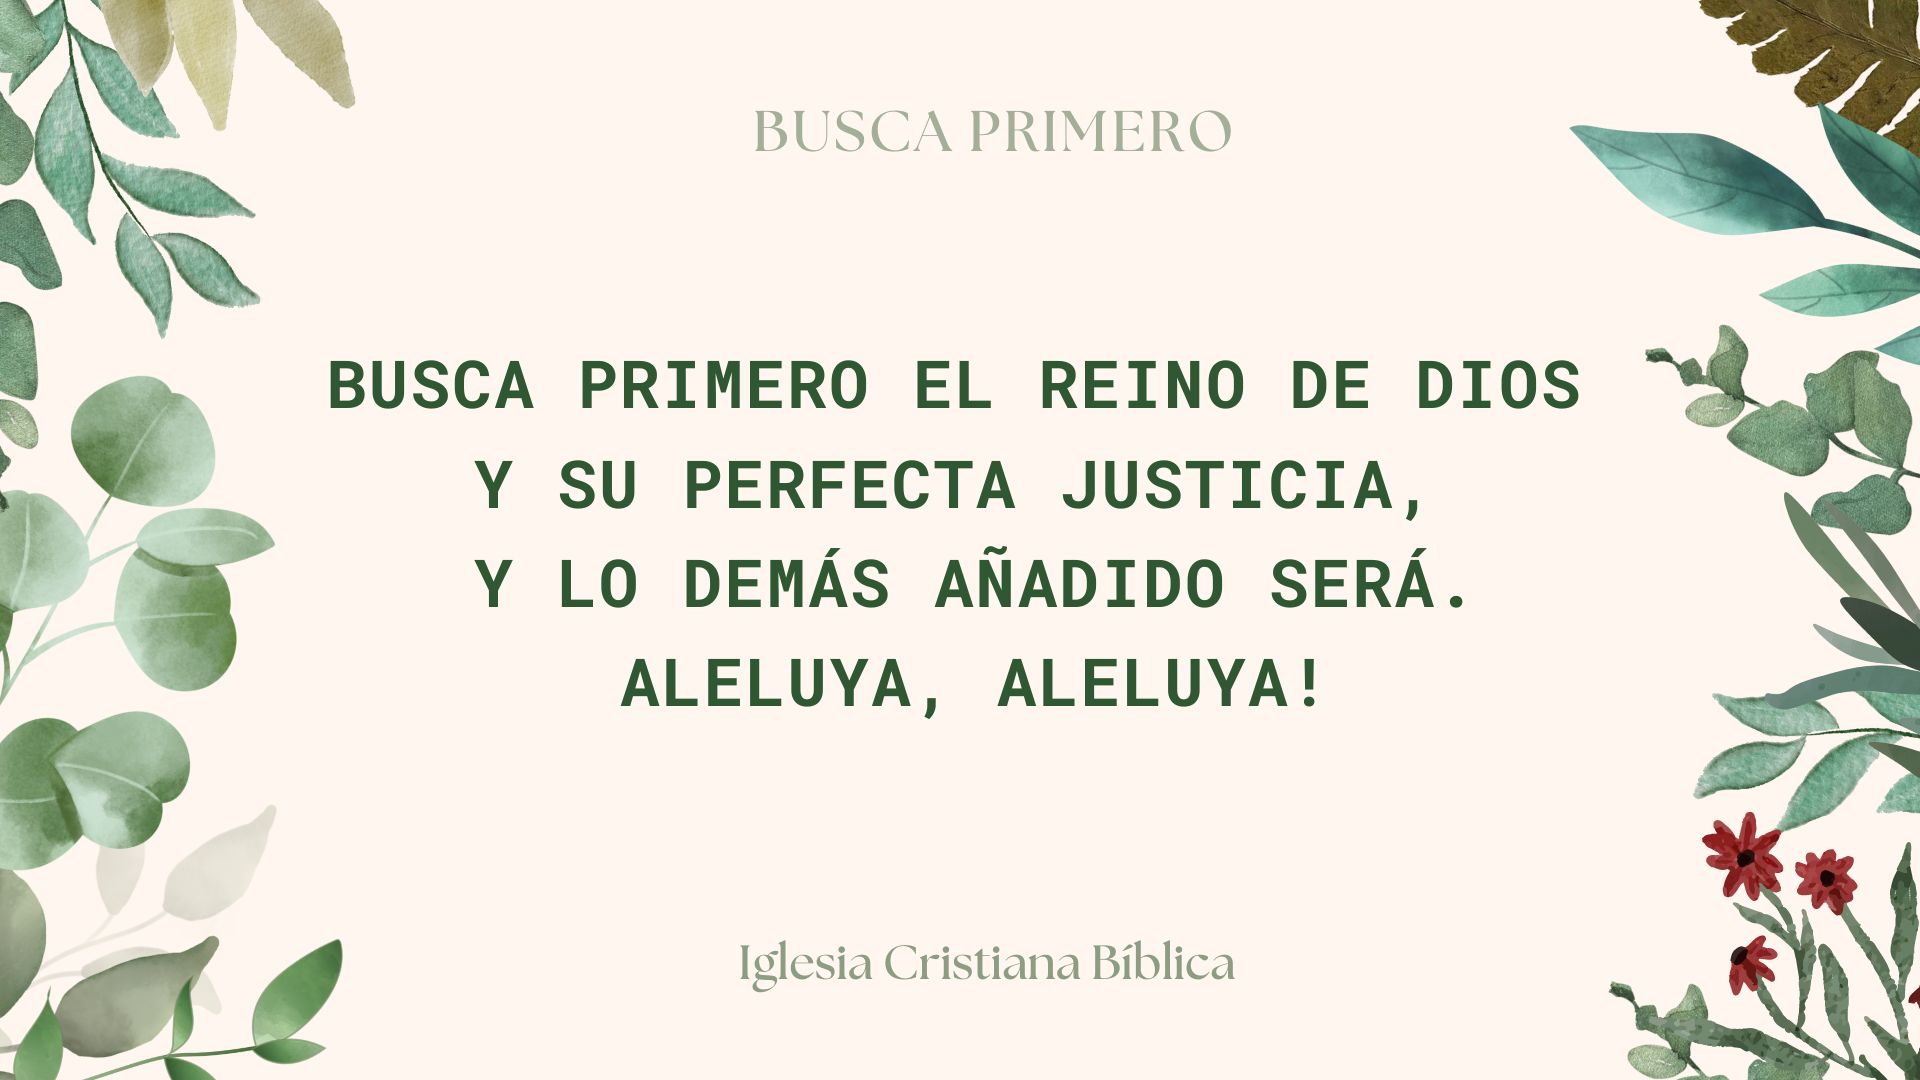 BUSCA PRIMERO
BUSCA PRIMERO EL REINO DE DIOS
Y SU PERFECTA JUSTICIA,
Y LO DEMÁS AÑADIDO SERÁ.
ALELUYA, ALELUYA!
Iglesia Cristiana Bíblica